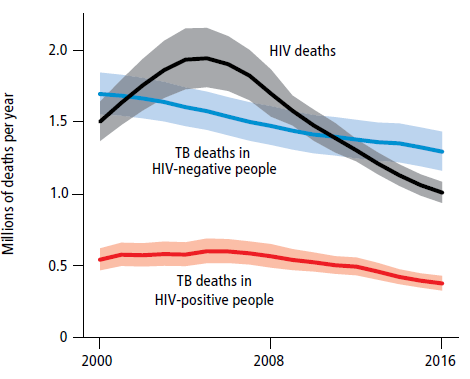 Millions of deaths per year
2.0
1.5
1.0
0.5
0
HIV deaths
TB deaths in
HIV-negative people
TB deaths in
HIV-positive people
2000
2008
2016